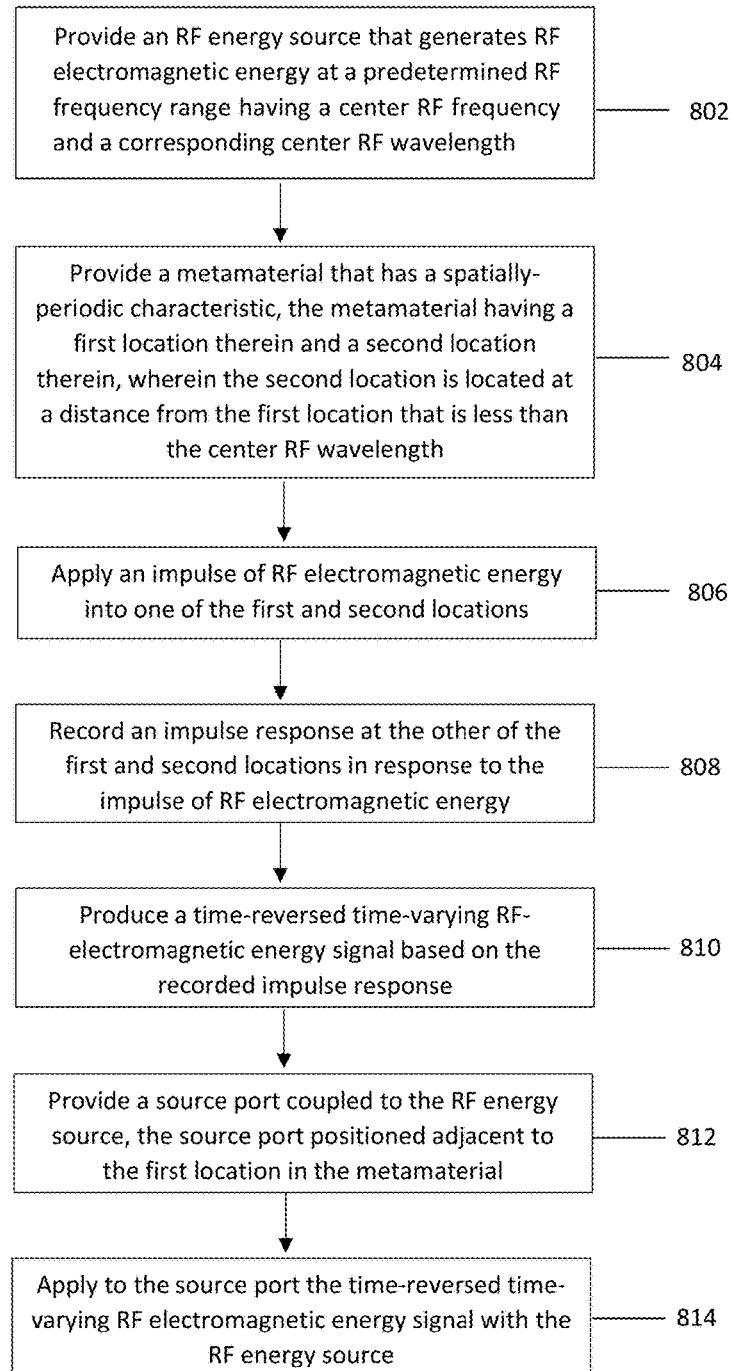 Provide an RF energy source that generates RF
electromagnetic energy at a predetermined RF
frequency range having a center RF frequency
and a corresponding center RF wavelength
802
Provide a metamaterial that has a spatially-
periodic characteristic, the metamaterial having a
first location therein and a second location
therein, wherein the second location is located at
a distance from the first location that is less than
the center RF wavelength
804
Apply an impulse of RF electromagnetic energy
into one of the first and second locations
806
Record an impulse response at the other of the
first and second locations in response to the
impulse of RF electromagnetic energy
808
Produce a time-reversed time-varying RF-
electromagnetic energy signal based on the
recorded impulse response
810
Provide a source port coupled to the RF energy
source, the source port positioned adjacent to
the first location in the metamaterial
812
Apply to the source port the time-reversed time-
varying RF electromagnetic energy signal with the
RF energy source
814